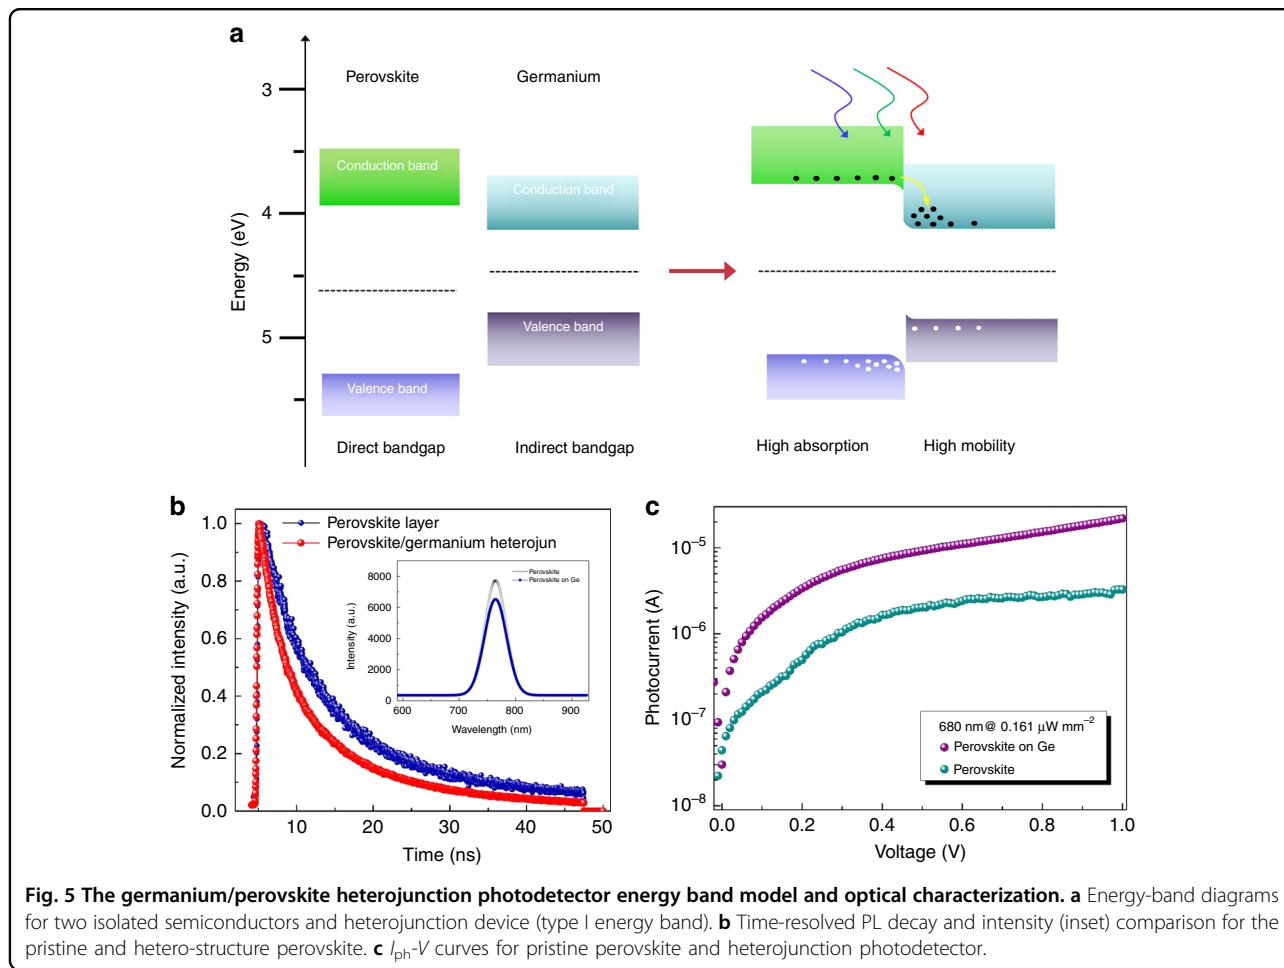 a
Perovskite Germanium
3
Conduction band
Conduction band
4
Energy (eV)
Valence band
5
Valence band
Direct bandgap Indirect bandgap High absorption High mobility
b
1.0
0.8
0.6
0.4
0.2
0.0
Normalized intensity (a.u.)
Perovskite layer
Perovskite/germanium heterojun
8000
6000
4000
2000
0
Intensity (a.u.)
Perovskite
Perovskite on Ge
600 700 800 900
Wavelength (nm)
10 20 30 40 50
Time (ns)
c
10⁻⁵
10⁻⁶
10⁻⁷
10⁻⁸
Photocurrent (A)
680 nm@ 0.161 μW mm⁻²
Perovskite on Ge
Perovskite
0.0 0.2 0.4 0.6 0.8 1.0
Voltage (V)
Fig. 5 The germanium/perovskite heterojunction photodetector energy band model and optical characterization. a Energy-band diagrams
for two isolated semiconductors and heterojunction device (type I energy band). b Time-resolved PL decay and intensity (inset) comparison for the
pristine and hetero-structure perovskite. c Iph-V curves for pristine perovskite and heterojunction photodetector.